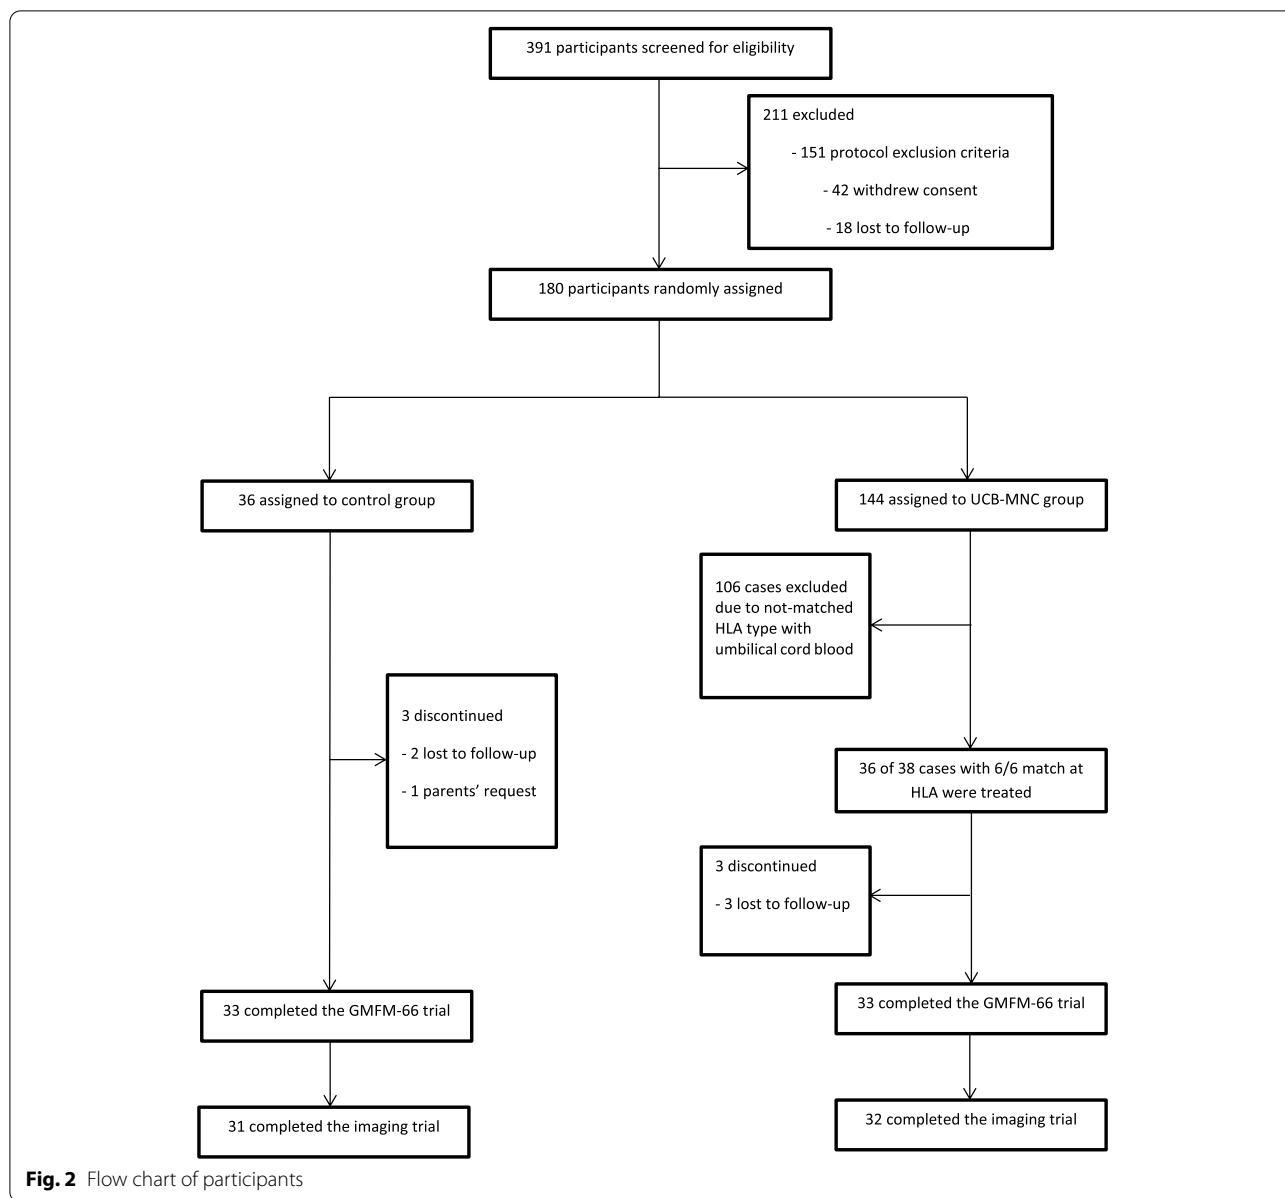 391 participants screened for eligibility
211 excluded
- 151 protocol exclusion criteria
- 42 withdrew consent
- 18 lost to follow-up
180 participants randomly assigned
36 assigned to control group
144 assigned to UCB-MNC group
106 cases excluded
due to not-matched
HLA type with
umbilical cord blood
3 discontinued
- 2 lost to follow-up
- 1 parents’ request
36 of 38 cases with 6/6 match at
HLA were treated
3 discontinued
- 3 lost to follow-up
33 completed the GMFM-66 trial
33 completed the GMFM-66 trial
31 completed the imaging trial
32 completed the imaging trial
Fig. 2 Flow chart of participants